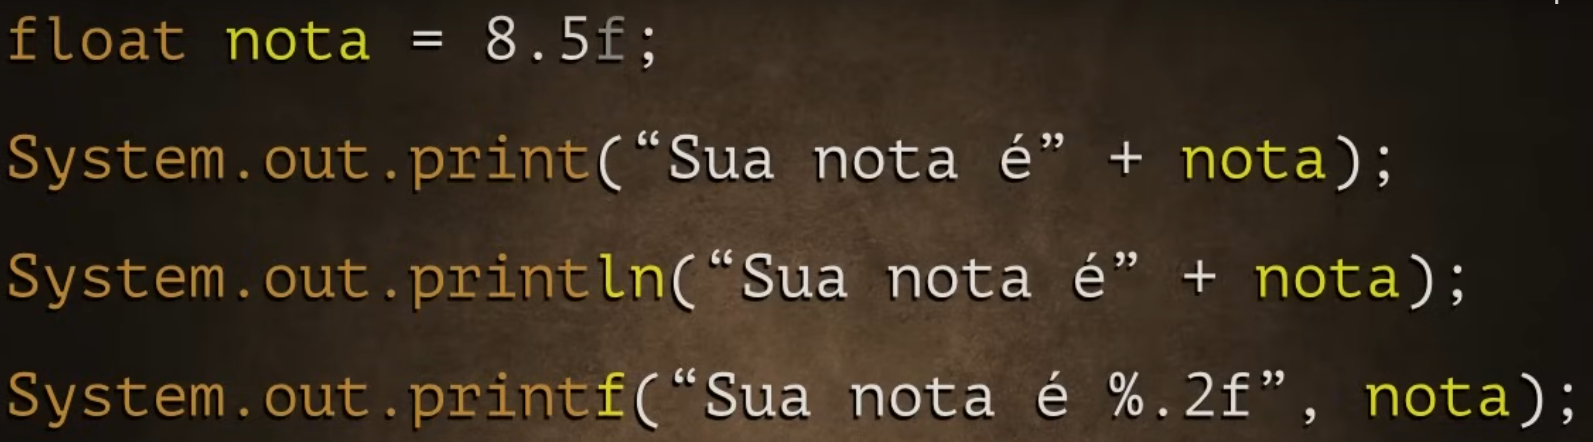 float nota = 8.5f;
System.out.print(“Sua nota é” + nota);
System.out.println(“Sua nota é” + nota);
System.out.printf(“Sua nota é %.2f”, nota);